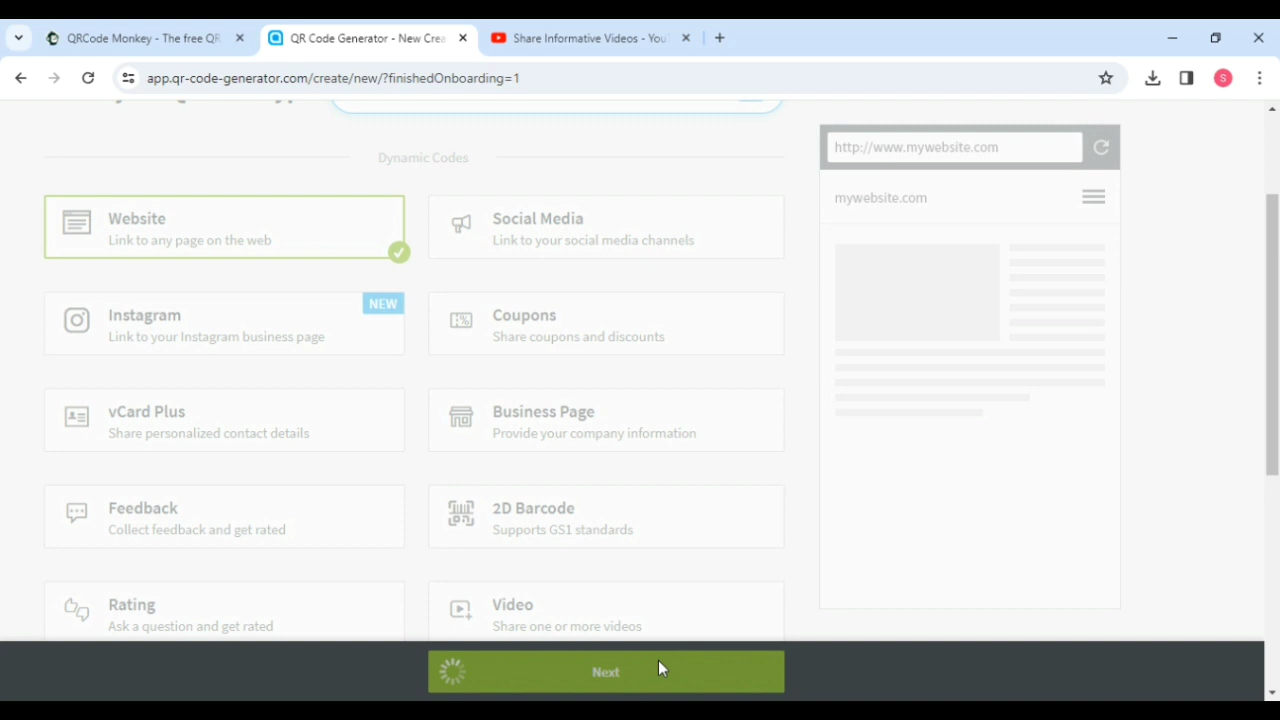 QRCode Monkey - The free QR
QR Code Generator - New Crea
Share Informative Videos - You
app.qr-code-generator.com/create/new/?finishedOnboarding=1
S
Dynamic Codes
Website
Link to any page on the web
Social Media
Link to your social media channels
Instagram
Link to your Instagram business page
NEW
Coupons
Share coupons and discounts
vCard Plus
Share personalized contact details
Business Page
Provide your company information
Feedback
Collect feedback and get rated
2D Barcode
Supports GS1 standards
Rating
Ask a question and get rated
Video
Share one or more videos
http://www.mywebsite.com
mywebsite.com
Next